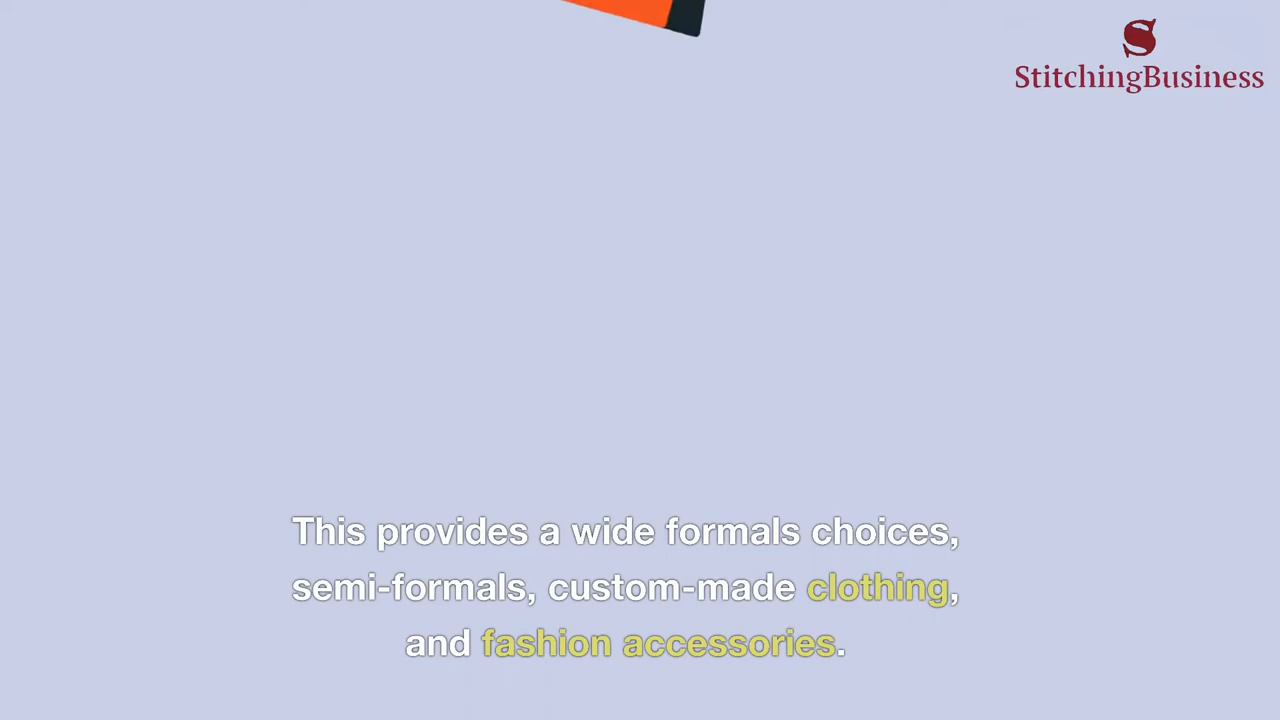 StitchingBusiness
This provides a wide formals choices,
semi-formals, custom-made clothing,
and fashion accessories.